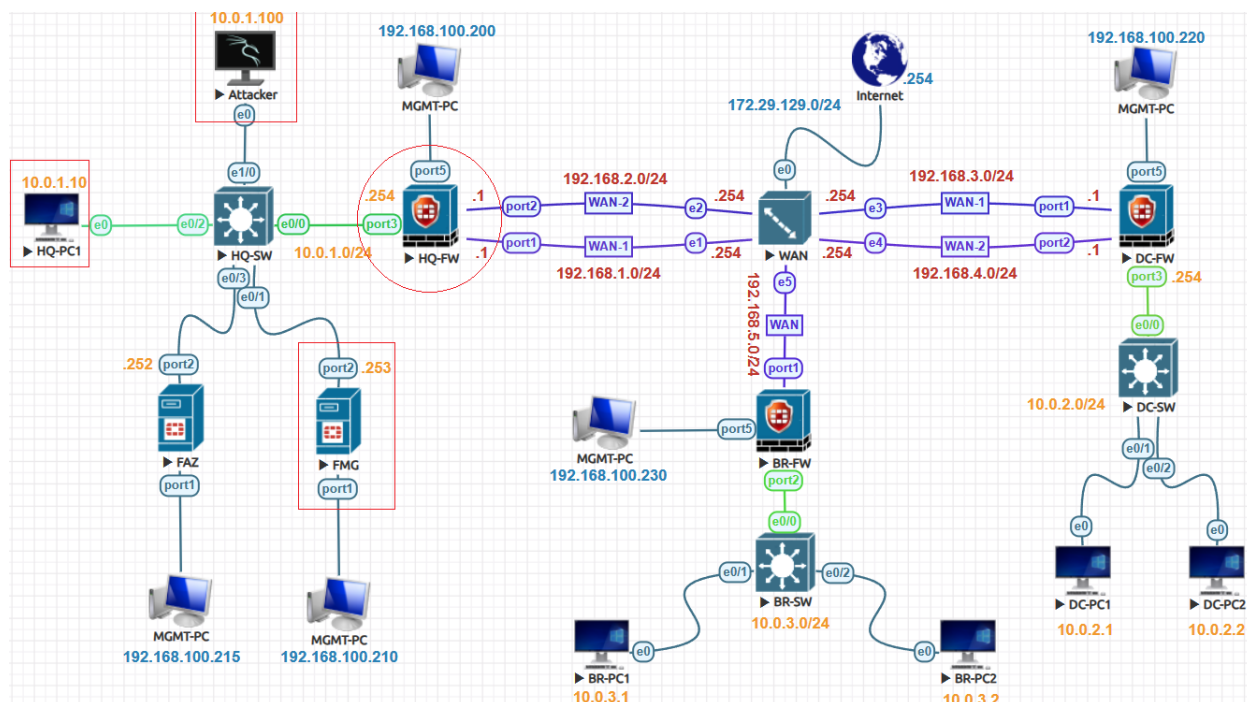 10.0.1.100
Attacker
e0
e1/0
192.168.100.200
MGMT-PC
port5
Internet
.254
172.29.129.0/24
e0
192.168.100.220
MGMT-PC
port5
10.0.1.10
HQ-PC1
e0
e0/2
HQ-SW
e0/0
10.0.1.0/24
port3
.254
HQ-FW
.1
port2
192.168.2.0/24
WAN-2
e2
.254
.1
port1
WAN-1
192.168.1.0/24
e1
.254
WAN
.254
e3
192.168.3.0/24
WAN-1
port1
.1
.254
e4
WAN-2
192.168.4.0/24
port2
.1
DC-FW
port3
.254
e0/0
DC-SW
10.0.2.0/24
e0/1
e0/2
e0
e0
DC-PC1
10.0.2.1
DC-PC2
10.0.2.2
e0/3
e0/1
.252
port2
FAZ
port1
MGMT-PC
192.168.100.215
port2
.253
FMG
port1
MGMT-PC
192.168.100.210
e5
192.168.5.0/24
WAN
port1
BR-FW
port5
MGMT-PC
192.168.100.230
port2
e0/0
BR-SW
10.0.3.0/24
e0/1
e0/2
e0
BR-PC1
10.0.3.1
e0
BR-PC2
10.0.3.2